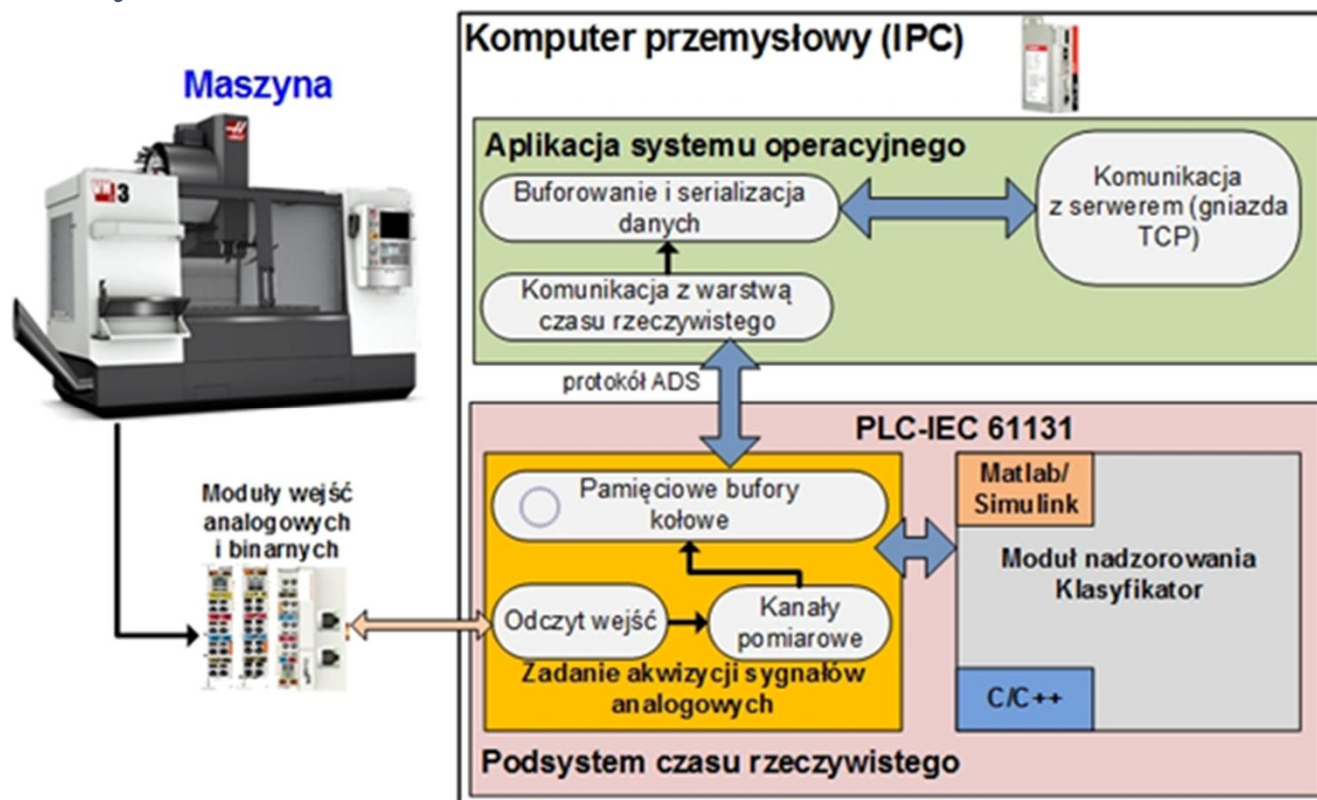 Komputer przemysłowy (IPC)
Maszyna
3
Aplikacja systemu operacyjnego
Buforowanie i serializacja
danych
Komunikacja
z serwerem (gniazda
TCP)
Komunikacja z warstwą
czasu rzeczywistego
protokół ADS
PLC-IEC 61131
Moduły wejść
analogowych
i binarnych
Pamięciowe bufory
kołowe
Matlab/
Simulink
Moduł nadzorowania
Klasyfikator
Odczyt wejść
Kanały
pomiarowe
Zadanie akwizycji sygnałów
analogowych
C/C++
Podsystem czasu rzeczywistego